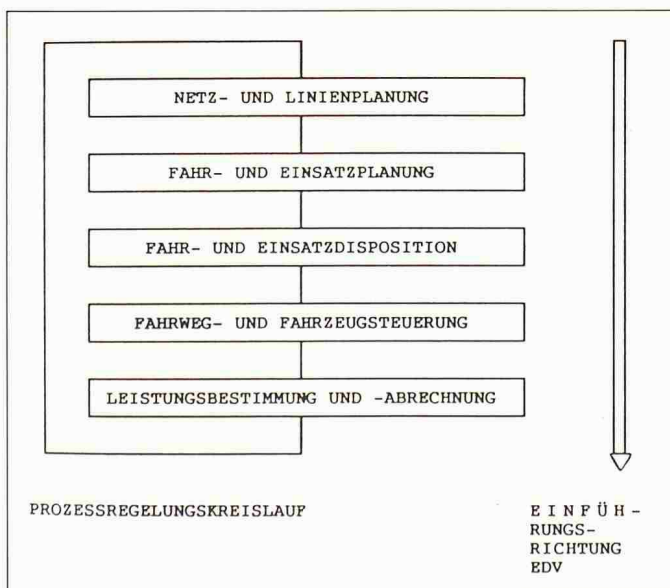 NETZ- UND LINIENPLANUNG
FAHR- UND EINSATZPLANUNG
FAHR- UND EINSATZDISPOSITION
FAHRWEG- UND FAHRZEUGSTEUERUNG
LEISTUNGSBESTIMMUNG UND -ABRECHNUNG
PROZESSREGELUNGSKREISLAUF
EINFÜH-
RUNGS-
RICHTUNG
EDV